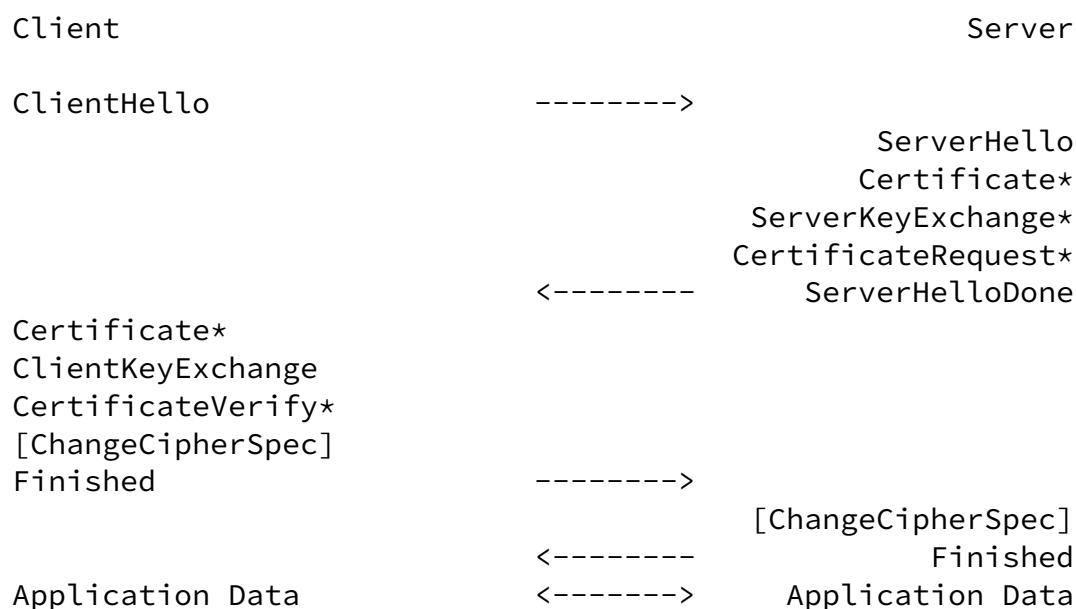 Client                                               Server

ClientHello                 -------->
                                                ServerHello
                                               Certificate*
                                         ServerKeyExchange*
                                        CertificateRequest*
                            <--------      ServerHelloDone
Certificate*
ClientKeyExchange
CertificateVerify*
[ChangeCipherSpec]
Finished                    -------->
                                         [ChangeCipherSpec]
                            <--------             Finished
Application Data            <------->     Application Data